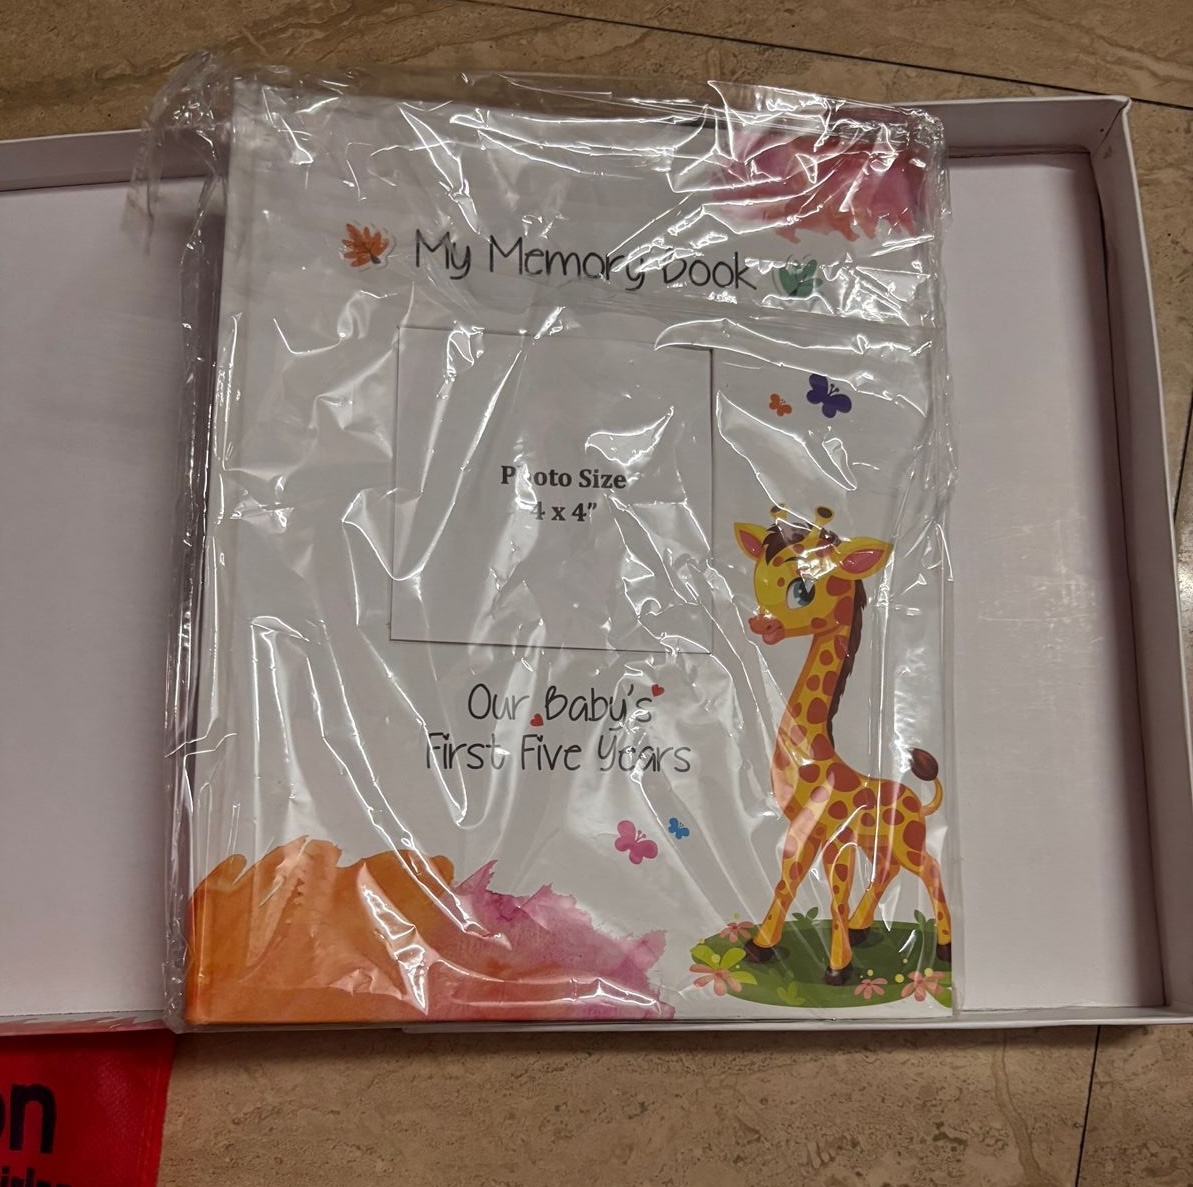 My Memory Book
Photo Size
4 x 4"
Our Baby's
First Five Years
on